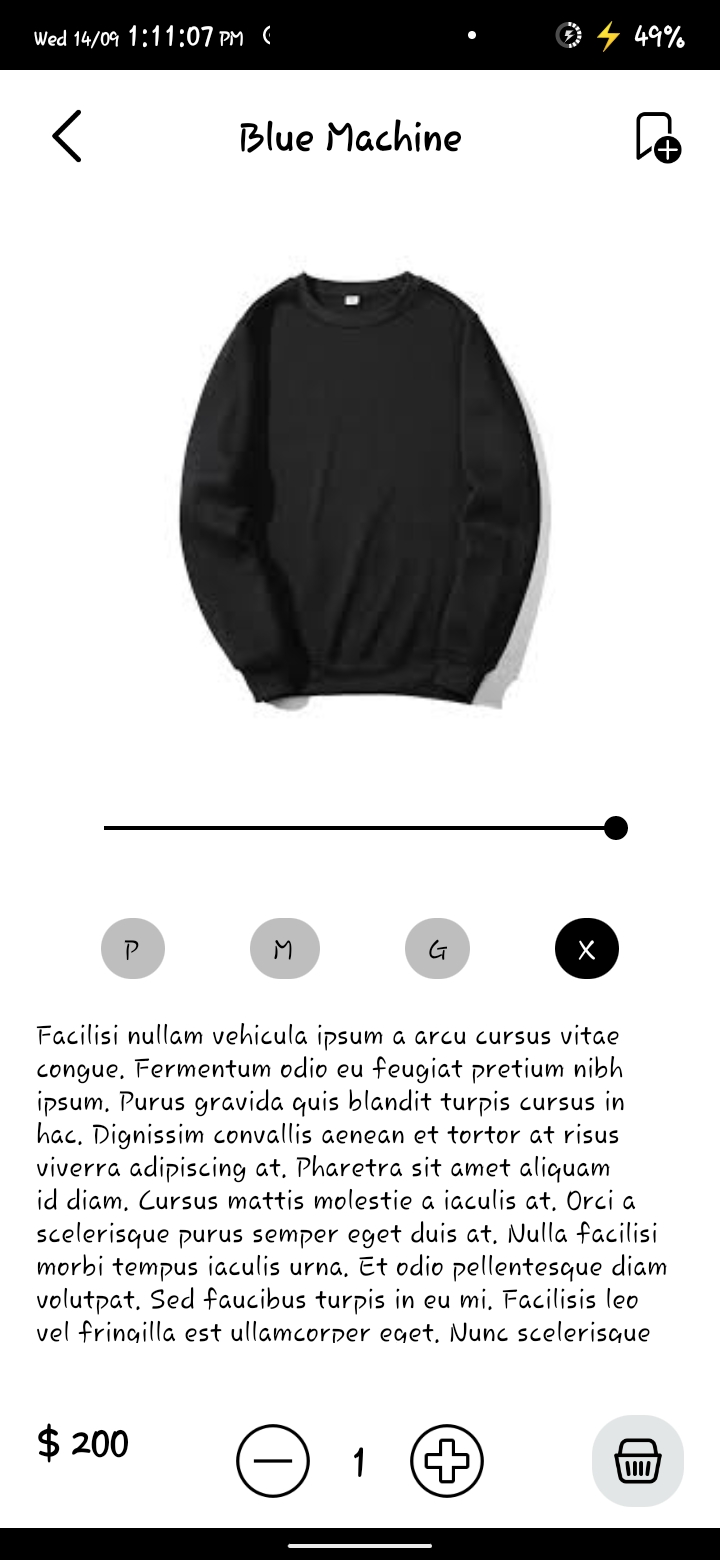 Wed 14/09 1:11:07 PM
49%
Blue Machine
P M G X
Facilisi nullam vehicula ipsum a arcu cursus vitae
congue. Fermentum odio eu feugiat pretium nibh
ipsum. Purus gravida quis blandit turpis cursus in
hac. Dignissim convallis aenean et tortor at risus
viverra adipiscing at. Pharetra sit amet aliquam
id diam. Cursus mattis molestie a iaculis at. Orci a
scelerisque purus semper eget duis at. Nulla facilisi
morbi tempus iaculis urna. Et odio pellentesque diam
volutpat. Sed faucibus turpis in eu mi. Facilisis leo
vel fringilla est ullamcorper eget. Nunc scelerisque
$ 200
1